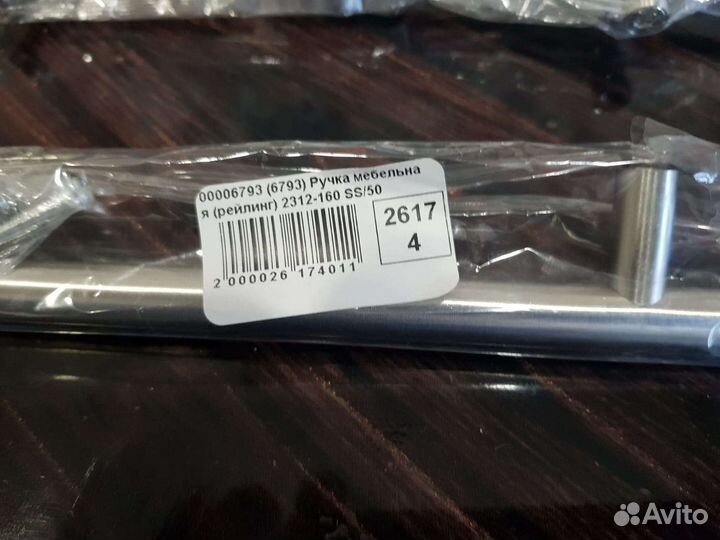 00006793 (6793) Ручка мебельна
я (рейлинг) 2312-160 SS/50
2617
4
2 000026 174011
Avito